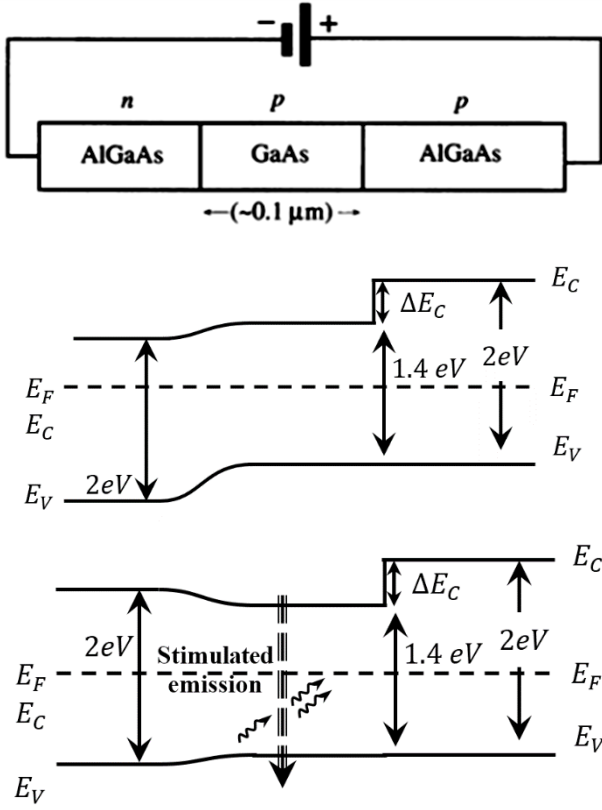 − +
n p p
AlGaAs GaAs AlGaAs
(~0.1 μm)
E_C
ΔE_C
1.4 eV 2eV
E_F E_F
E_C
2eV E_V
E_V
E_C
ΔE_C
2eV Stimulated 1.4 eV 2eV
E_F emission E_F
E_C
E_V
E_V